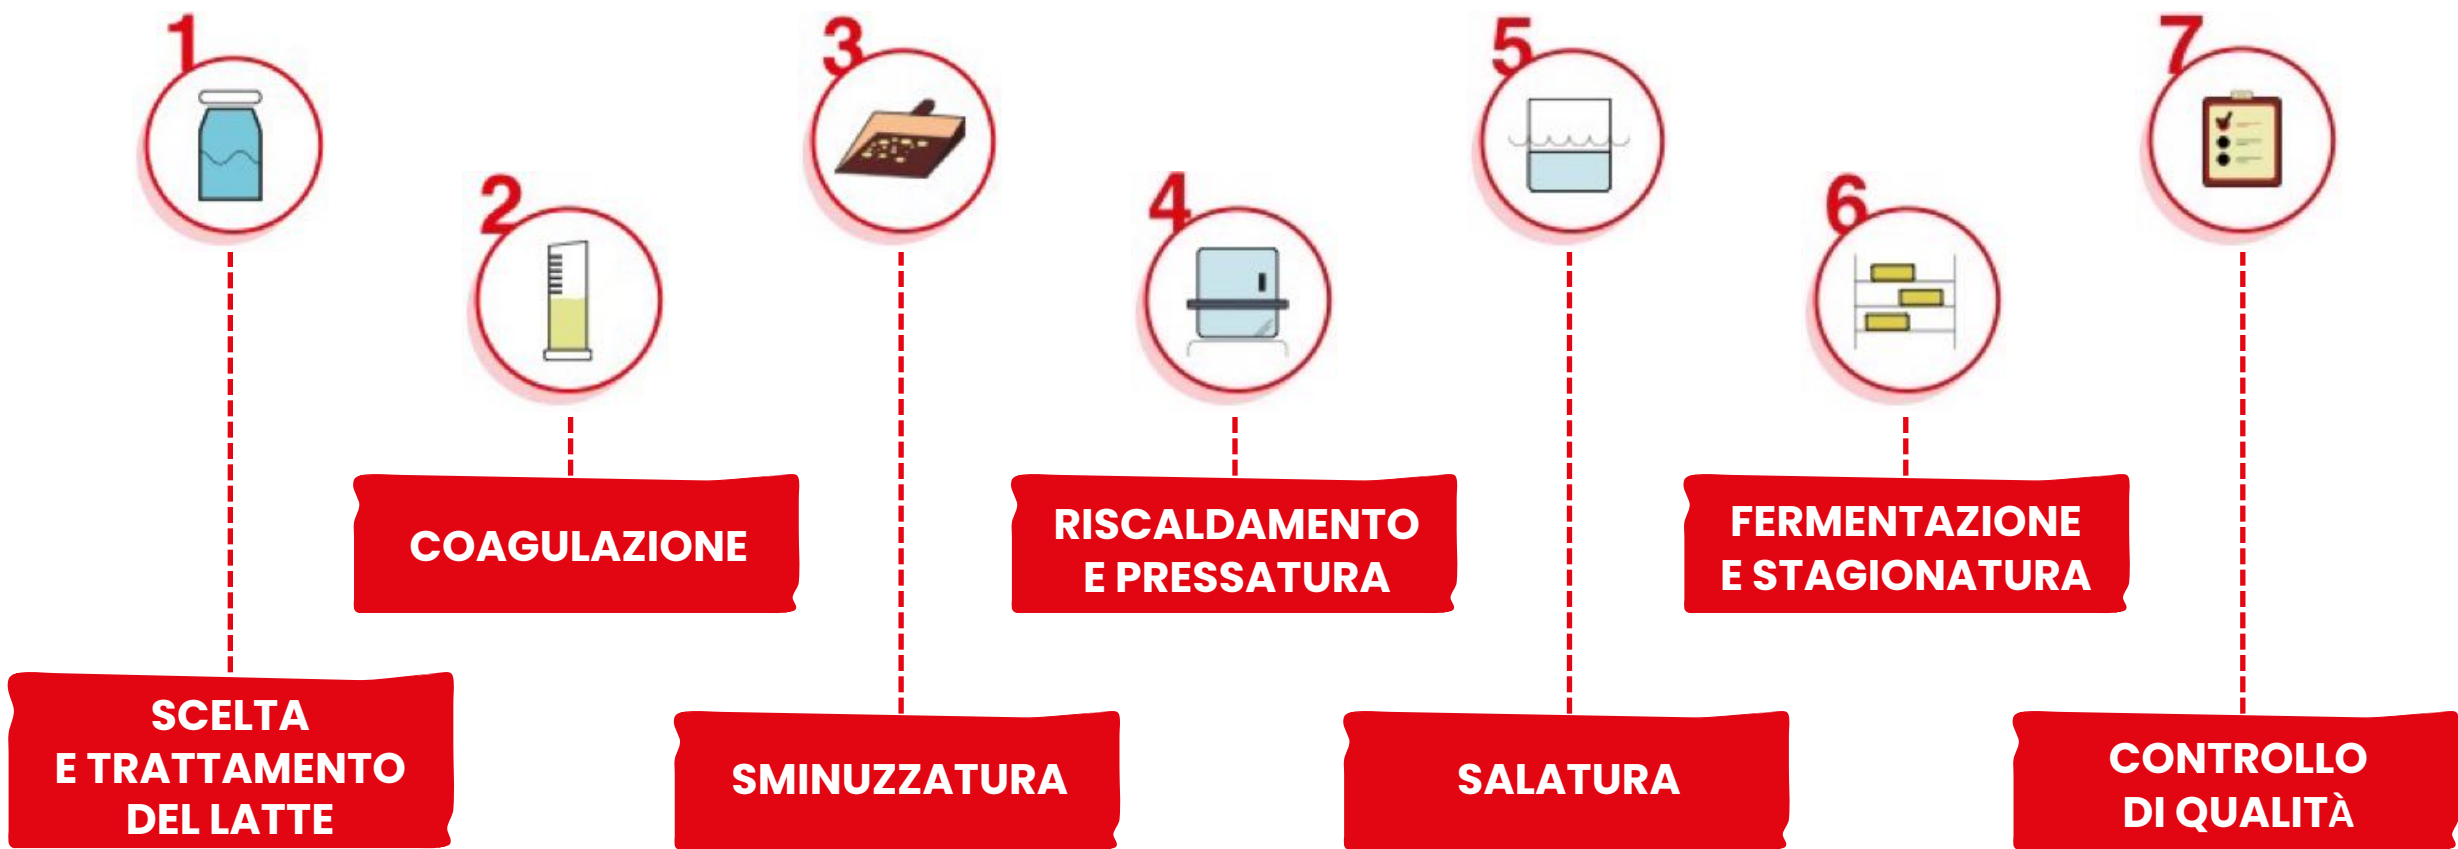 1
SCELTA
E TRATTAMENTO
DEL LATTE
2
COAGULAZIONE
3
SMINUZZATURA
4
RISCALDAMENTO
E PRESSATURA
5
SALATURA
6
FERMENTAZIONE
E STAGIONATURA
7
CONTROLLO
DI QUALITÀ